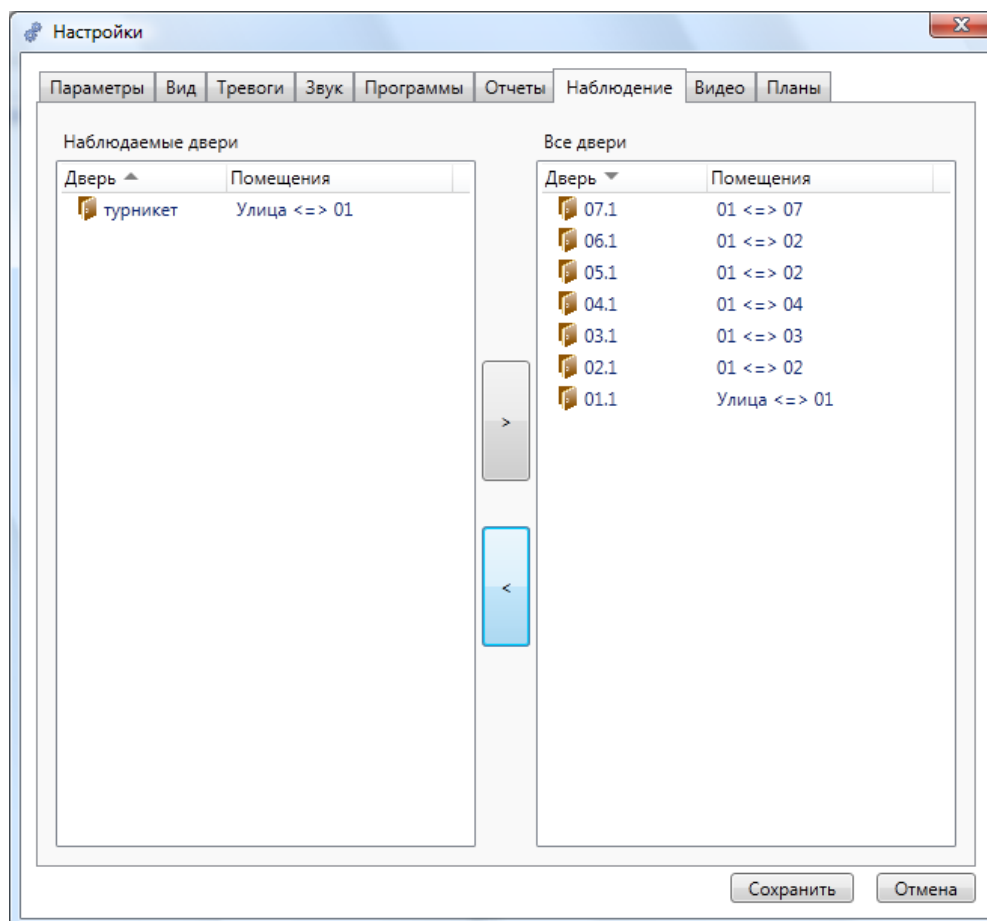 Настройки
Параметры Вид Тревоги Звук Программы Отчеты Наблюдение Видео Планы
Наблюдаемые двери Все двери
Дверь Помещения Дверь Помещения
турникет Улица <=> 01 07.1 01 <=> 07
06.1 01 <=> 02
05.1 01 <=> 02
04.1 01 <=> 04
03.1 01 <=> 03
02.1 01 <=> 02
01.1 Улица <=> 01
>
<
Сохранить Отмена